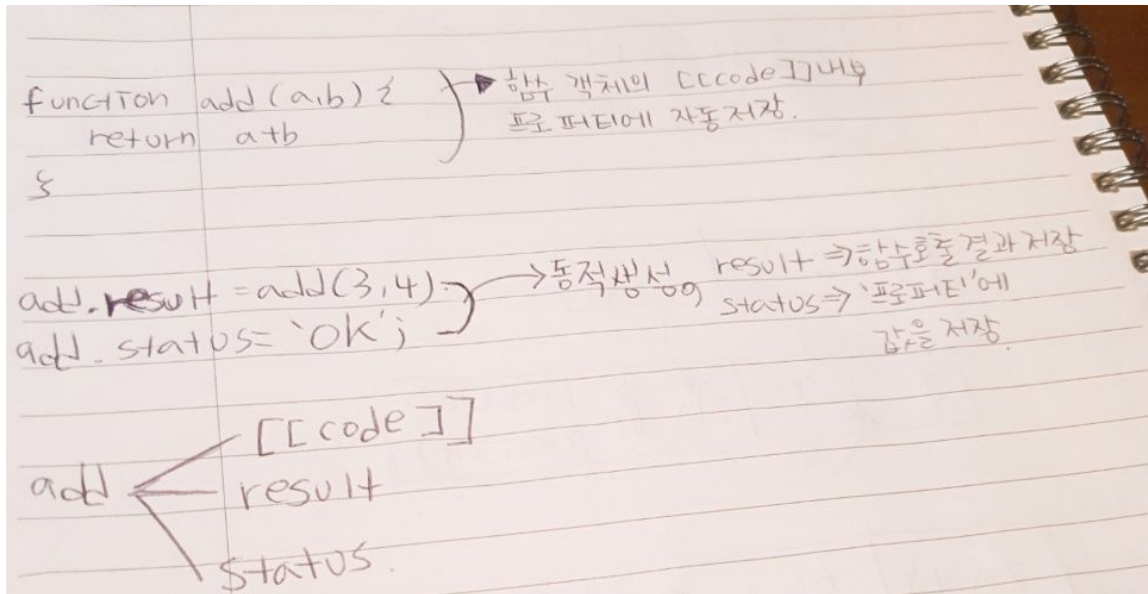 function add(a,b) {
함수 객체의 [[code]]내부
return a+b
프로퍼티에 자동저장.
}
add.result = add(3,4)
동적생성
result ⇒ 함수호출 결과 저장
add.status = 'OK';
status ⇒ '프로퍼티'에
값을 저장.
[[code]]
add
result
status.